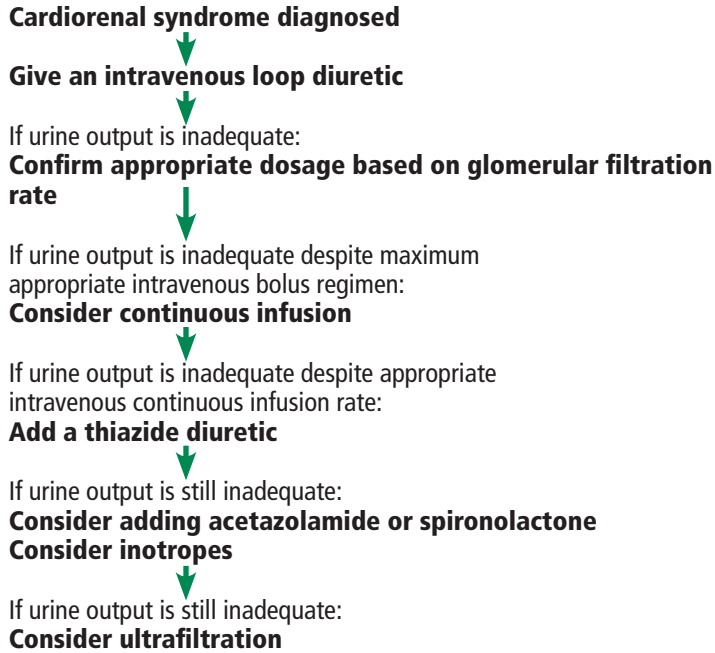 Cardiorenal syndrome diagnosed
Give an intravenous loop diuretic
If urine output is inadequate:
Confirm appropriate dosage based on glomerular filtration
rate
If urine output is inadequate despite maximum
appropriate intravenous bolus regimen:
Consider continuous infusion
If urine output is inadequate despite appropriate
intravenous continuous infusion rate:
Add a thiazide diuretic
If urine output is still inadequate:
Consider adding acetazolamide or spironolactone
Consider inotropes
If urine output is still inadequate:
Consider ultrafiltration